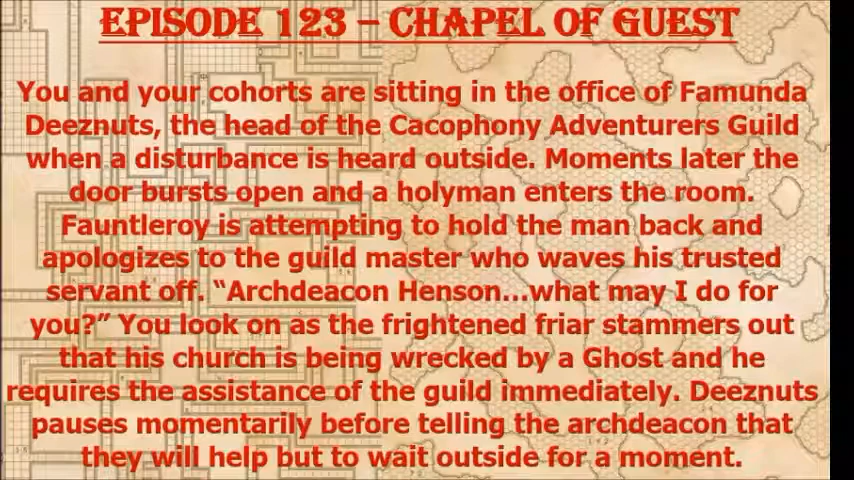 EPISODE 123 – CHAPEL OF GUEST
You and your cohorts are sitting in the office of Famunda
Deeznuts, the head of the Cacophony Adventurers Guild
when a disturbance is heard outside. Moments later the
door bursts open and a holyman enters the room.
Fauntleroy is attempting to hold the man back and
apologizes to the guild master who waves his trusted
servant off. “Archdeacon Henson...what may I do for
you?” You look on as the frightened friar stammers out
that his church is being wrecked by a Ghost and he
requires the assistance of the guild immediately. Deeznuts
pauses momentarily before telling the archdeacon that
they will help but to wait outside for a moment.